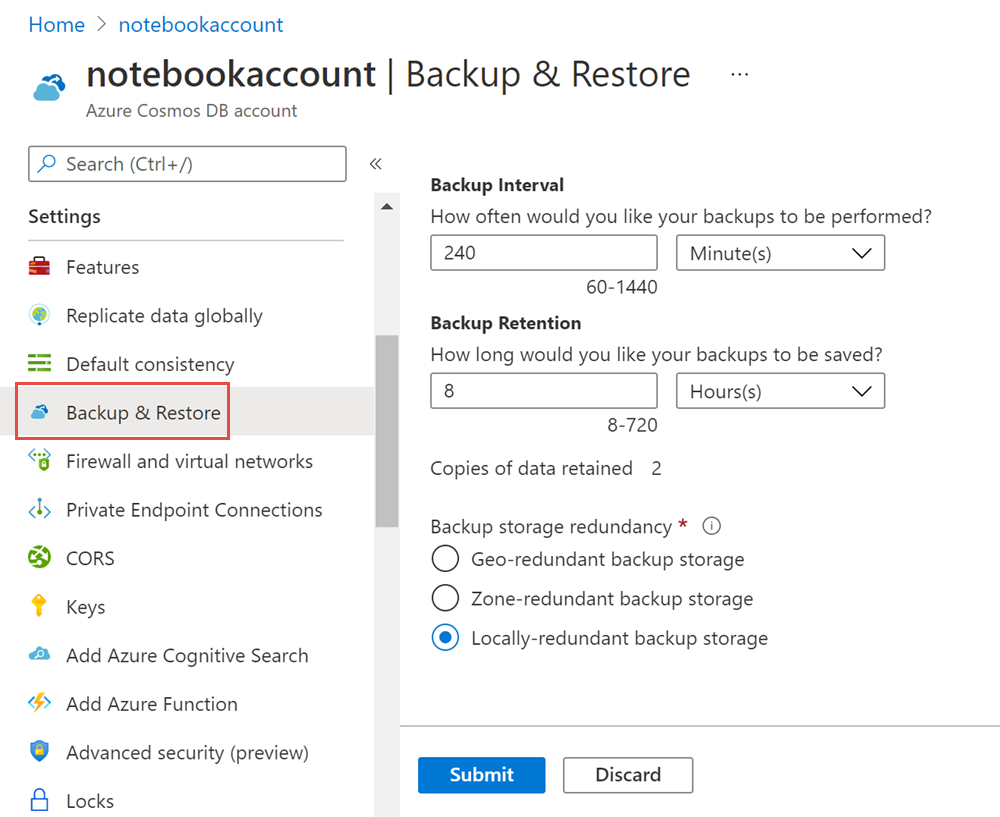 Home > notebookaccount
notebookaccount | Backup & Restore ...
Azure Cosmos DB account
Search (Ctrl+/)
«
Settings
Features
Replicate data globally
Default consistency
Backup & Restore
Firewall and virtual networks
Private Endpoint Connections
CORS
Keys
Add Azure Cognitive Search
Add Azure Function
Advanced security (preview)
Locks
Backup Interval
How often would you like your backups to be performed?
240 Minute(s)
60-1440
Backup Retention
How long would you like your backups to be saved?
8 Hours(s)
8-720
Copies of data retained 2
Backup storage redundancy *
Geo-redundant backup storage
Zone-redundant backup storage
Locally-redundant backup storage
Submit Discard